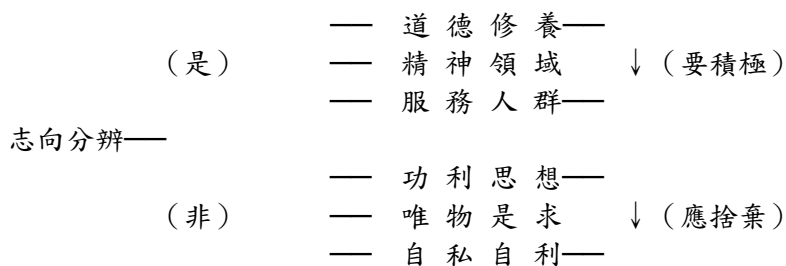 ── 道德修養──
（是） ── 精神領域 ↓（要積極）
── 服務人群──
志向分辨──
── 功利思想──
（非） ── 唯物是求 ↓（應捨棄）
── 自私自利──